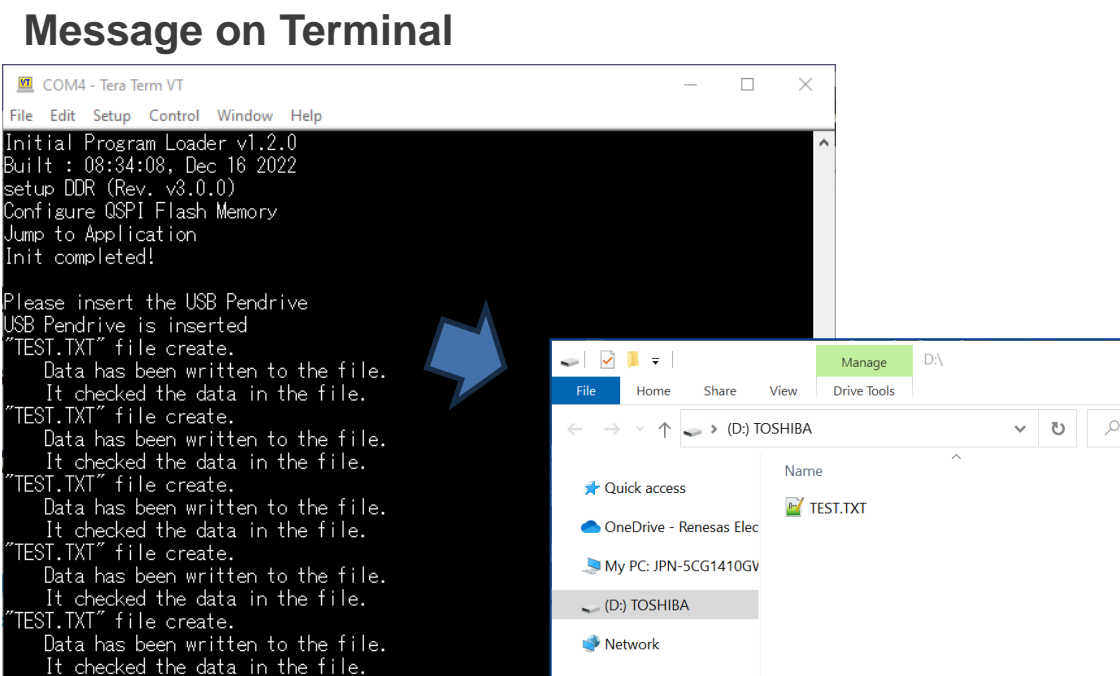 Message on Terminal
COM4 - Tera Term VT
File Edit Setup Control Window Help
Initial Program Loader v1.2.0
Built : 08:34:08, Dec 16 2022
setup DDR (Rev. v3.0.0)
Configure QSPI Flash Memory
Jump to Application
Init completed!
Please insert the USB Pendrive
USB Pendrive is inserted
"TEST.TXT" file create.
Data has been written to the file.
It checked the data in the file.
"TEST.TXT" file create.
Data has been written to the file.
It checked the data in the file.
"TEST.TXT" file create.
Data has been written to the file.
It checked the data in the file.
"TEST.TXT" file create.
Data has been written to the file.
It checked the data in the file.
"TEST.TXT" file create.
Data has been written to the file.
It checked the data in the file.
Manage D:\
File Home Share View Drive Tools
(D:) TOSHIBA
Name
Quick access
TEST.TXT
OneDrive - Renesas Elec
My PC: JPN-5CG1410GV
(D:) TOSHIBA
Network